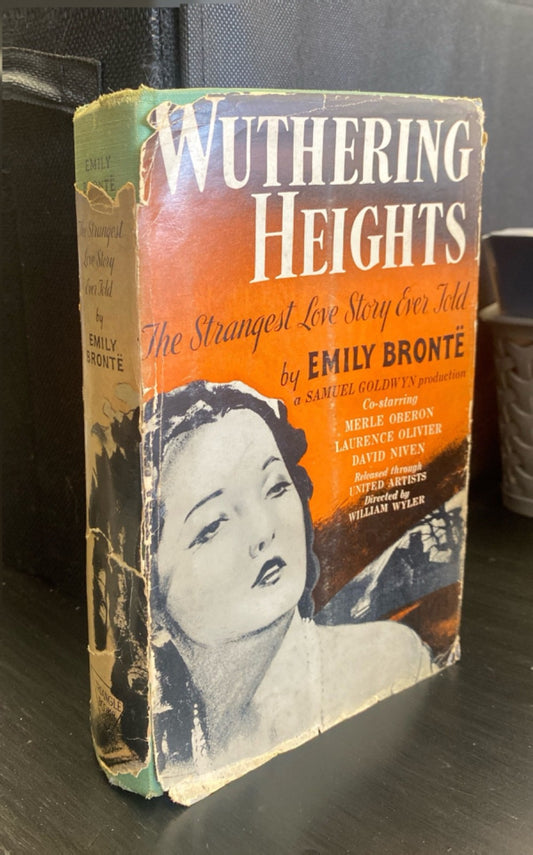 WUTHERING
HEIGHTS
The Strangest Love Story Ever Told
by EMILY BRONTË
a SAMUEL GOLDWYN production
Co-starring
MERLE OBERON
LAURENCE OLIVIER
DAVID NIVEN
Released through
UNITED ARTISTS
Directed by
WILLIAM WYLER
EMILY
The Strangest
Love Story
Ever Told
by
EMILY
BRONTË